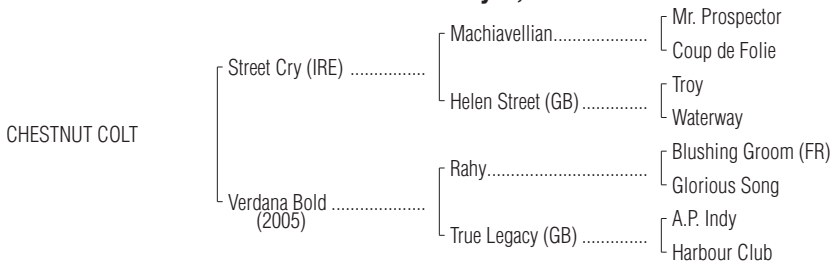 Mr. Prospector
Machiavellian
Coup de Folie
Street Cry (IRE)
Troy
Helen Street (GB)
Waterway
CHESTNUT COLT
Blushing Groom (FR)
Rahy
Glorious Song
Verdana Bold
(2005)
A.P. Indy
True Legacy (GB)
Harbour Club